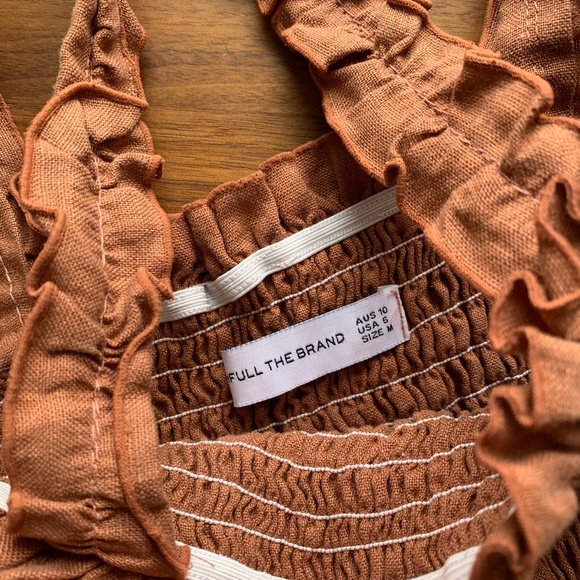 FULL THE BRAND
AUS 10
USA 6
SIZE M